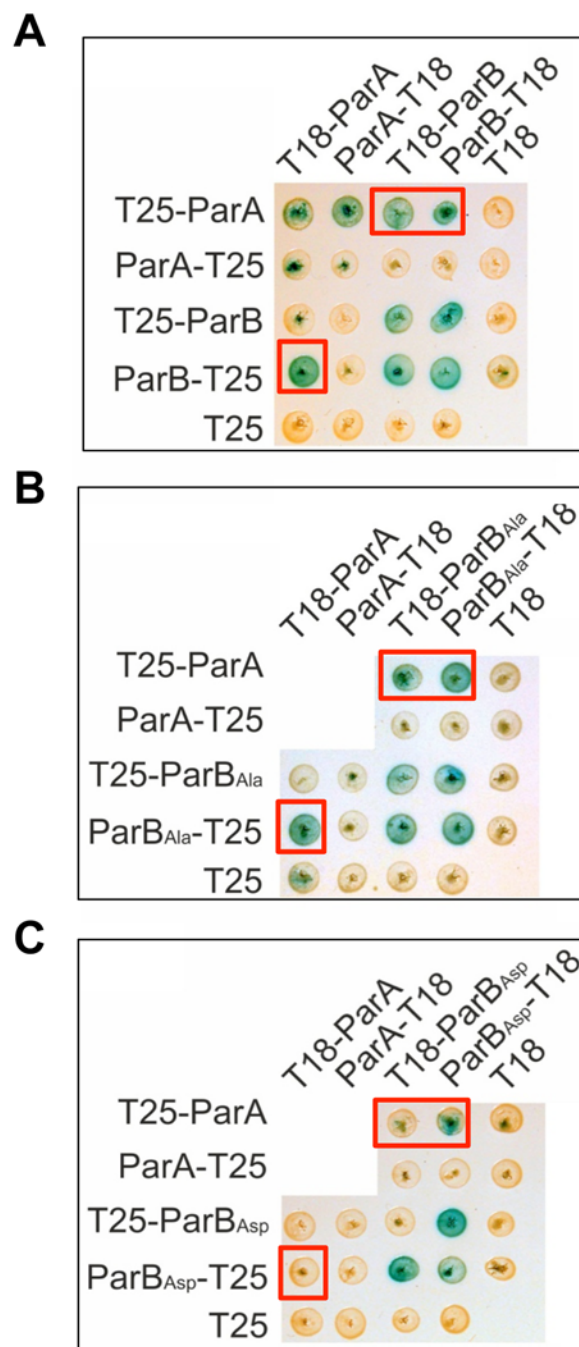 A
T18-ParA
ParA-T18
T18-ParB
ParB-T18
T18
T25-ParA
ParA-T25
T25-ParB
ParB-T25
T25
B
T18-ParA
ParA-T18
T18-ParBAla
ParBAla-T18
T18
T25-ParA
ParA-T25
T25-ParBAla
ParBAla-T25
T25
C
T18-ParA
ParA-T18
T18-ParBAsp
ParBAsp-T18
T18
T25-ParA
ParA-T25
T25-ParBAsp
ParBAsp-T25
T25